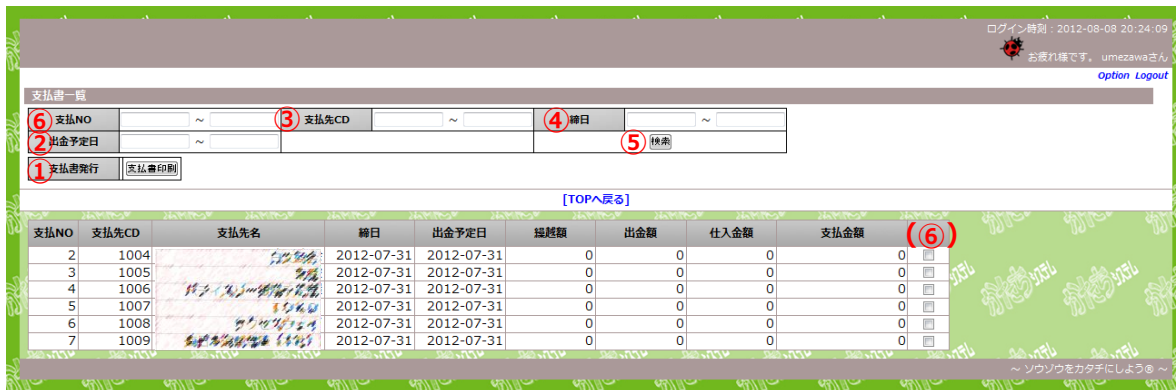 ログイン時刻 : 2012-08-08 20:24:09
お疲れ様です。 umezawaさん
Option Logout
支払書一覧
⑥ 支払NO ～ ③ 支払先CD ～ ④ 締日 ～
② 出金予定日 ～ ⑤ 検索
① 支払書発行 支払書印刷
[TOPへ戻る]
支払NO 支払先CD 支払先名 締日 出金予定日 繰越額 出金額 仕入金額 支払金額 (⑥)
2 1004 2012-07-31 2012-07-31 0 0 0 0
3 1005 2012-07-31 2012-07-31 0 0 0 0
4 1006 2012-07-31 2012-07-31 0 0 0 0
5 1007 2012-07-31 2012-07-31 0 0 0 0
6 1008 2012-07-31 2012-07-31 0 0 0 0
7 1009 2012-07-31 2012-07-31 0 0 0 0
～ ソウゾウをカタチにしよう® ～